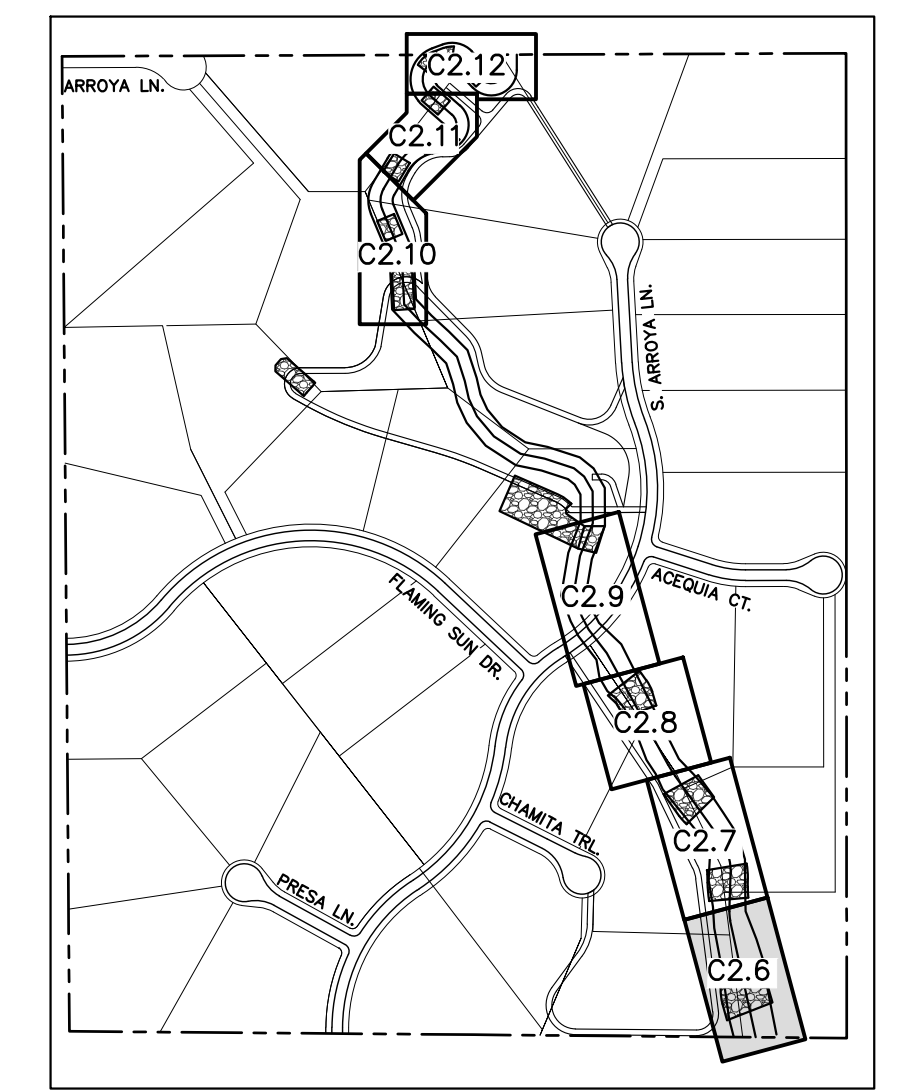 C2.12
ARROYA LN.
C2.11
C2.10
S. ARROYA LN.
ACEQUIA CT.
C2.9
FLAMING SUN DR.
C2.8
CHAMITA TRL.
C2.7
PRESA LN.
C2.6